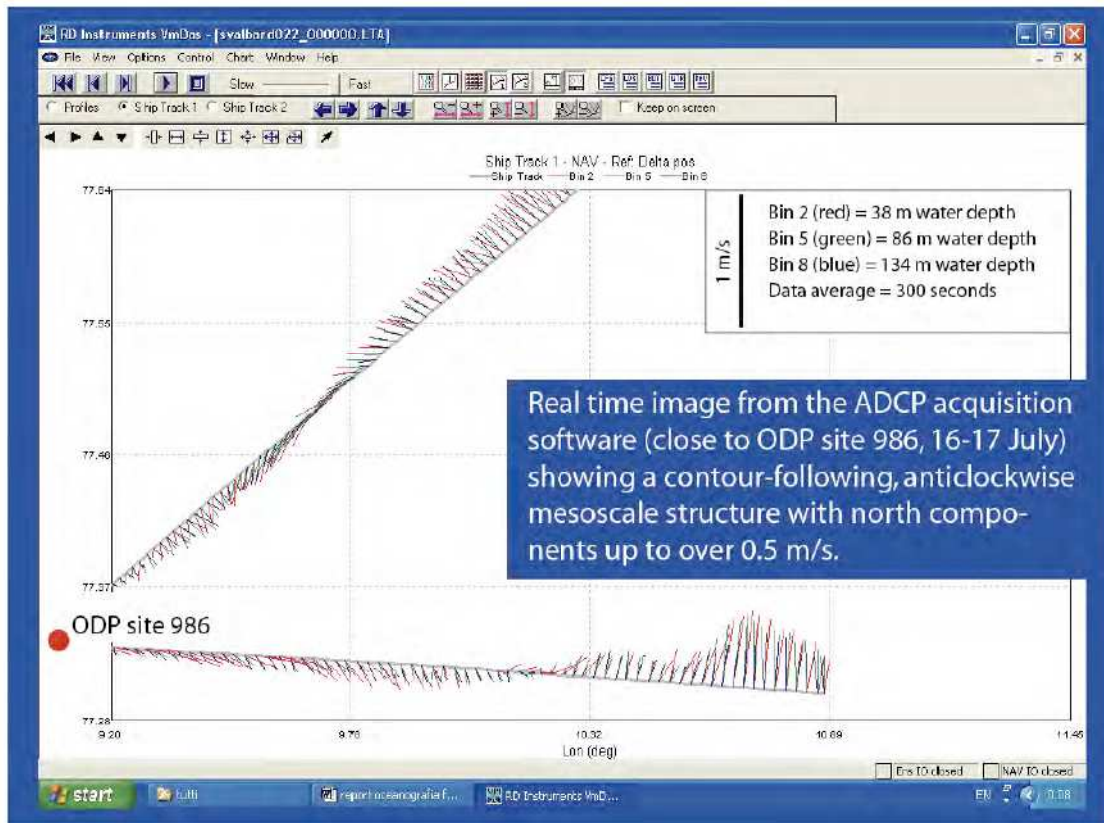 RD Instruments VmDas - [svalbard022_000000.LTA]
File View Options Control Chart Window Help
Slow Fast
Profiles Ship Track 1 Ship Track 2 Keep on screen
Ship Track 1 - NAV - Ref: Delta pos
Ship Track Bin 2 Bin 5 Bin 8
77.64
Bin 2 (red) = 38 m water depth
Bin 5 (green) = 86 m water depth
Bin 8 (blue) = 134 m water depth
Data average = 300 seconds
1 m/s
77.55
Real time image from the ADCP acquisition
software (close to ODP site 986, 16-17 July)
showing a contour-following, anticlockwise
mesoscale structure with north compo-
nents up to over 0.5 m/s.
77.46
77.37
ODP site 986
77.28
9.20 9.76 10.32 10.89 11.45
Lon (deg)
Ens IO closed NAV IO closed
start tutti report oceanografia f... RD Instruments VmD... EN 0.08